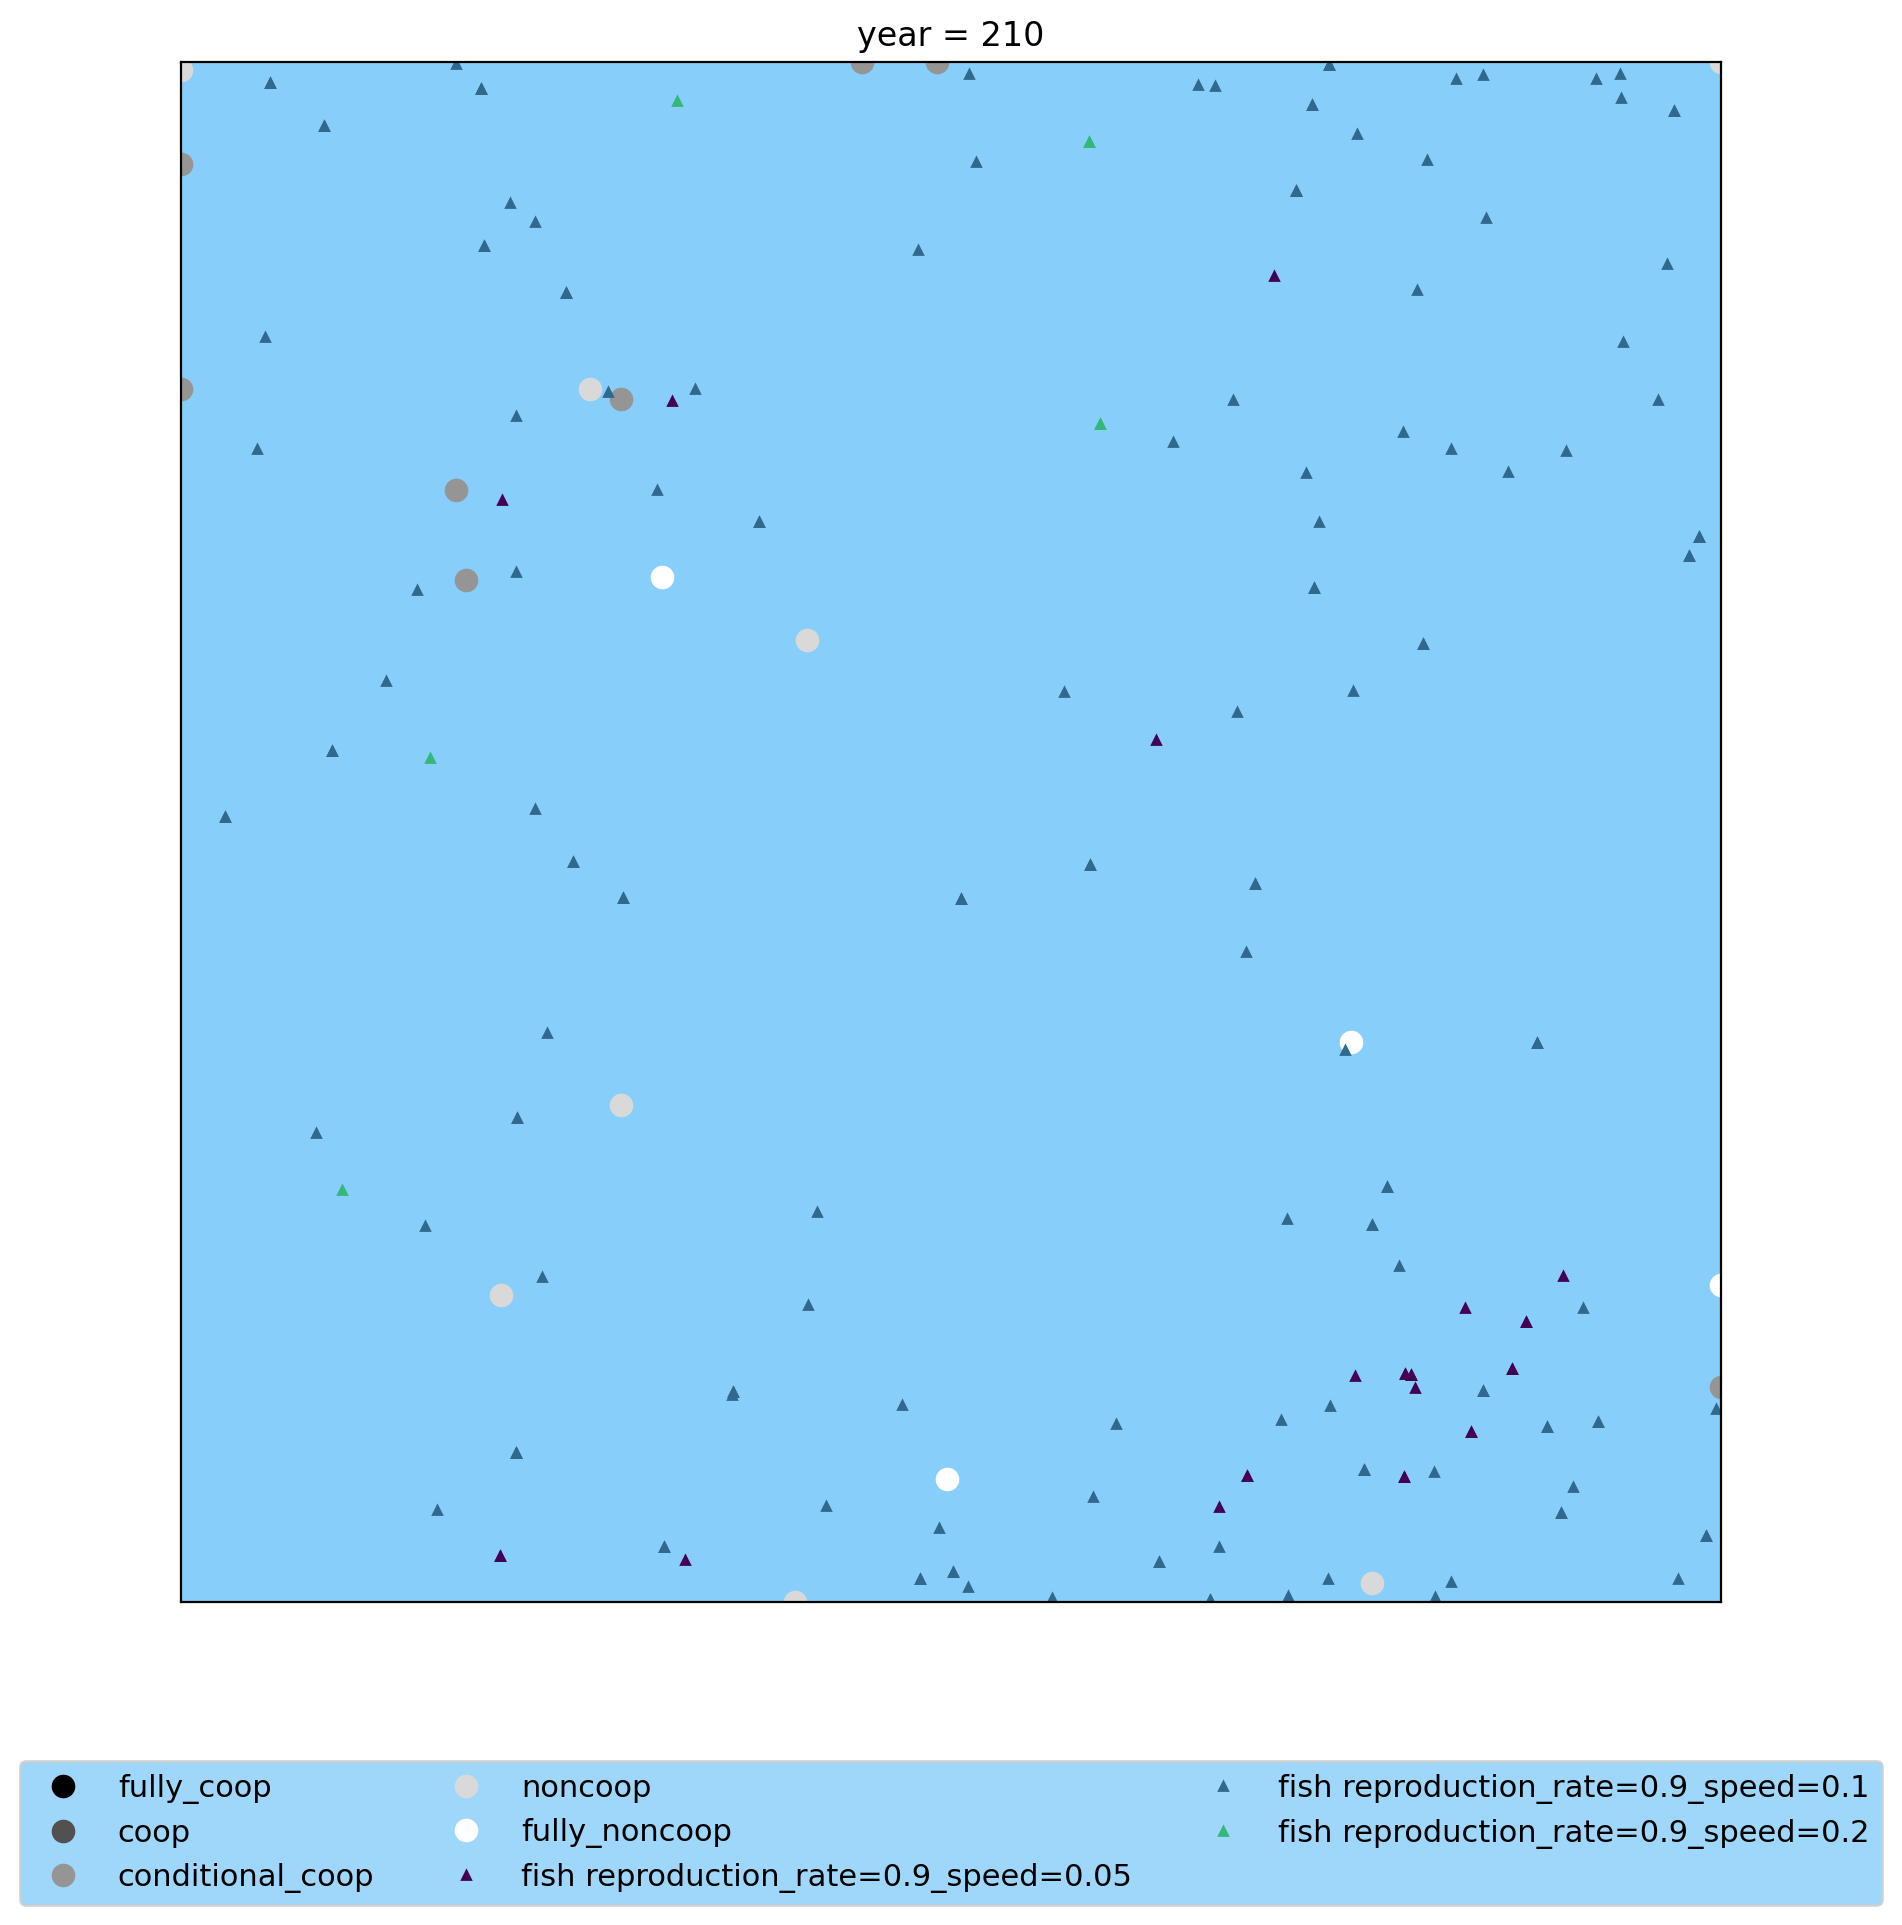 year = 210
fully_coop
coop
conditional_coop
noncoop
fully_noncoop
fish reproduction_rate=0.9_speed=0.05
fish reproduction_rate=0.9_speed=0.1
fish reproduction_rate=0.9_speed=0.2